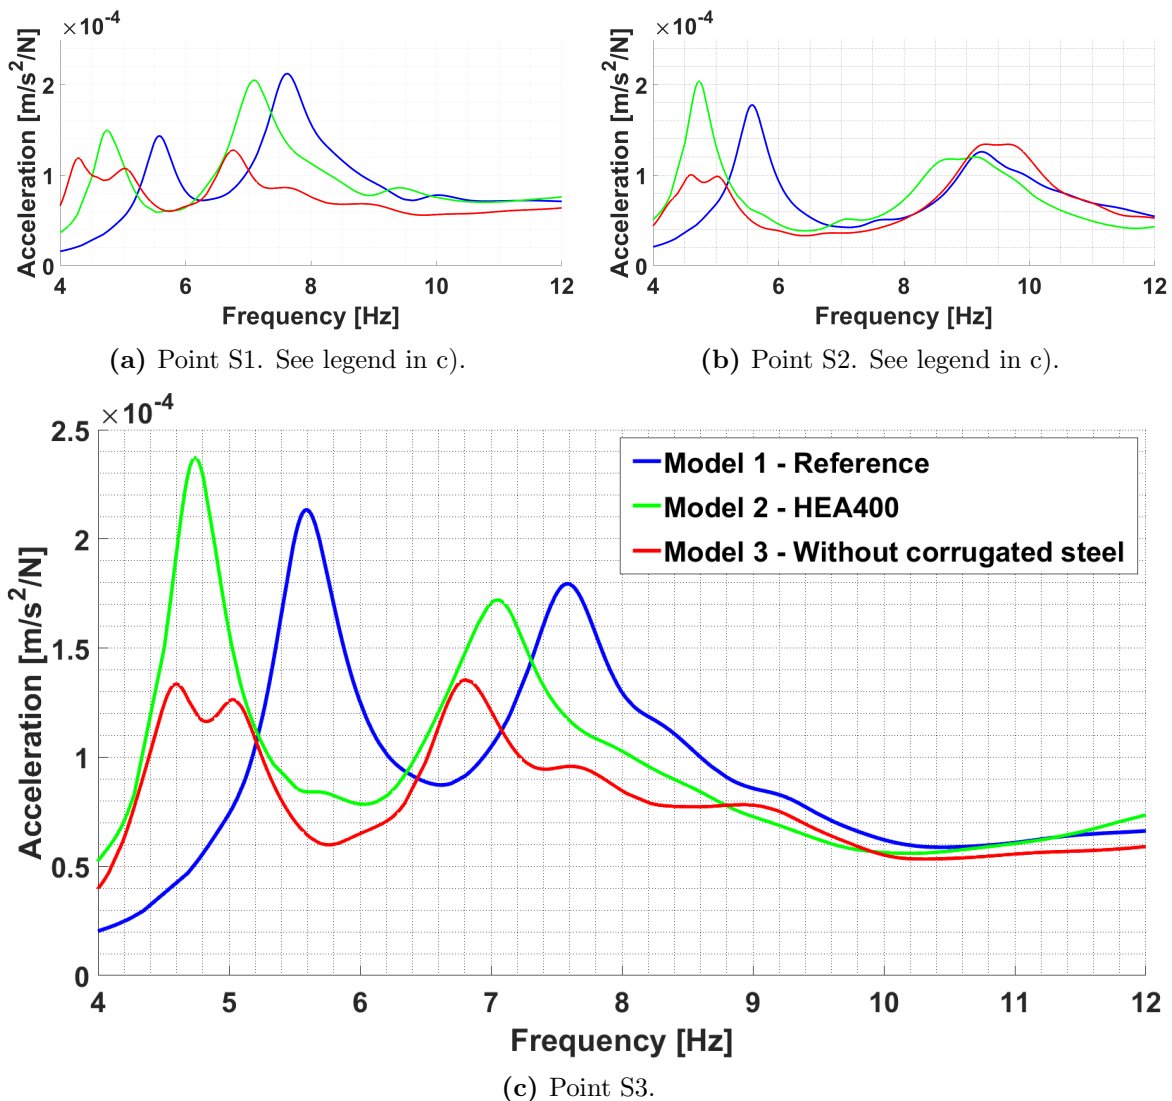 ×10^-4
Acceleration [m/s^2/N]
2
1
0
4 6 8 10 12
Frequency [Hz]
(a) Point S1. See legend in c).
×10^-4
Acceleration [m/s^2/N]
2
1
0
4 6 8 10 12
Frequency [Hz]
(b) Point S2. See legend in c).
×10^-4
Acceleration [m/s^2/N]
2.5
2
1.5
1
0.5
0
Model 1 - Reference
Model 2 - HEA400
Model 3 - Without corrugated steel
4 5 6 7 8 9 10 11 12
Frequency [Hz]
(c) Point S3.